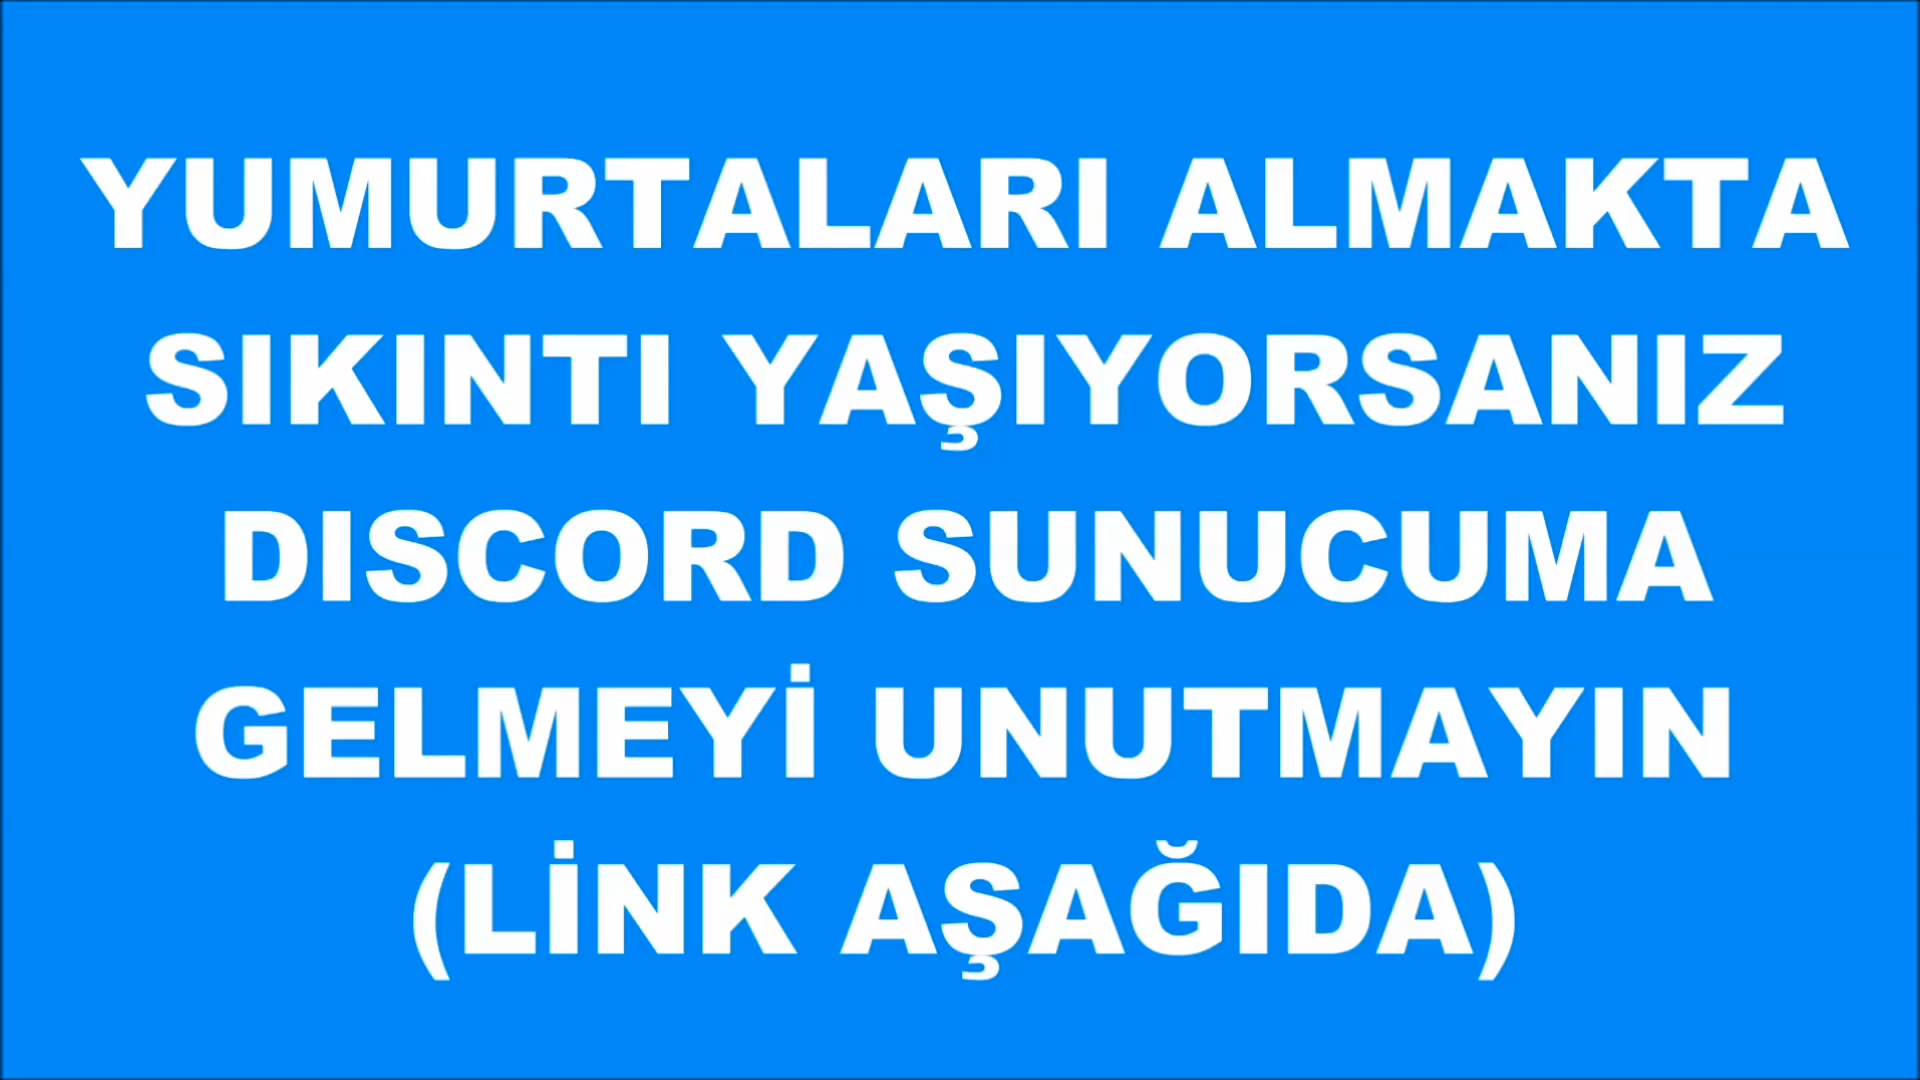 YUMURTALARI ALMAKTA
SIKINTI YAŞIYORSANIZ
DISCORD SUNUCUMA
GELMEYİ UNUTMAYIN
(LİNK AŞAĞIDA)